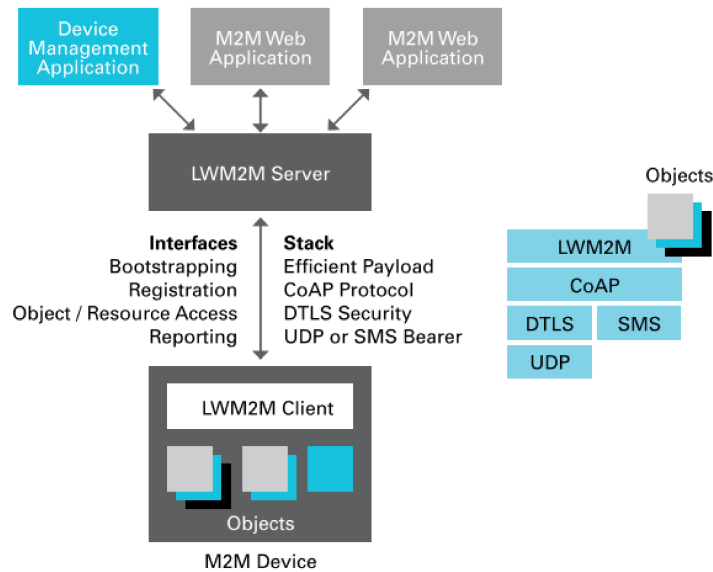 Device
Management
Application
M2M Web
Application
M2M Web
Application
LWM2M Server
Interfaces
Bootstrapping
Registration
Object / Resource Access
Reporting
Stack
Efficient Payload
CoAP Protocol
DTLS Security
UDP or SMS Bearer
LWM2M Client
Objects
M2M Device
Objects
LWM2M
CoAP
DTLS
SMS
UDP